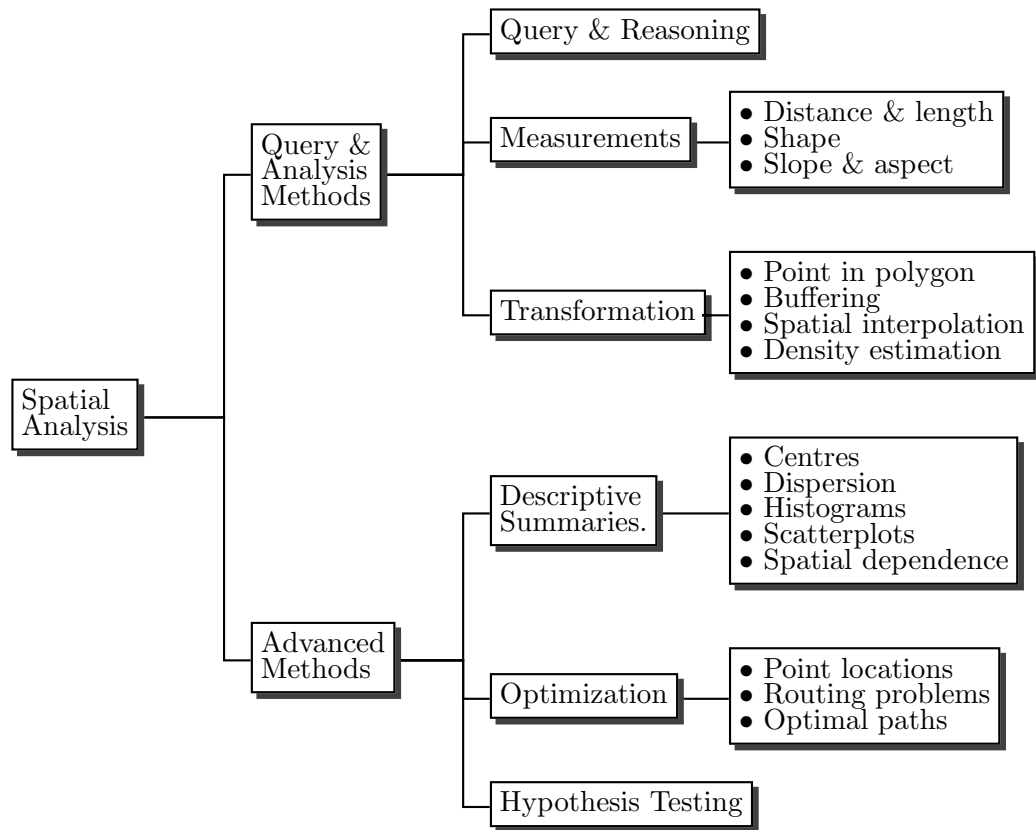 Spatial
Analysis
Query &
Analysis
Methods
Query & Reasoning
Measurements
• Distance & length
• Shape
• Slope & aspect
Transformation
• Point in polygon
• Buffering
• Spatial interpolation
• Density estimation
Advanced
Methods
Descriptive
Summaries.
• Centres
• Dispersion
• Histograms
• Scatterplots
• Spatial dependence
Optimization
• Point locations
• Routing problems
• Optimal paths
Hypothesis Testing